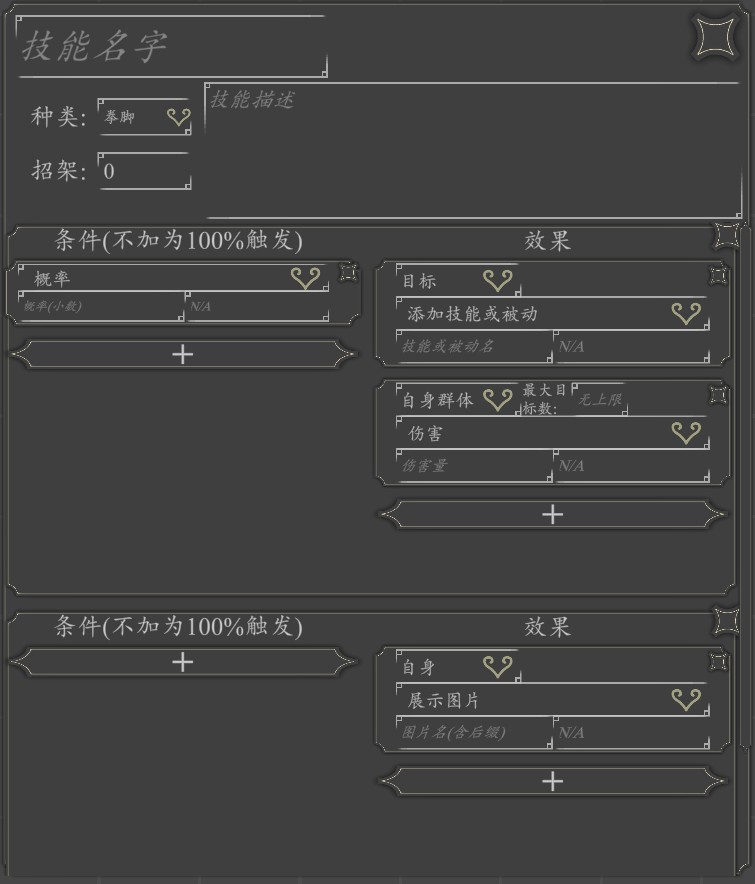 技能名字
种类: 拳脚
技能描述
招架: 0
条件(不加为100%触发)
效果
概率
概率(小数) N/A
+
目标
添加技能或被动
技能或被动名 N/A
自身群体 最大目标数: 无上限
伤害
伤害量 N/A
+
条件(不加为100%触发)
效果
+
自身
展示图片
图片名(含后缀) N/A
+